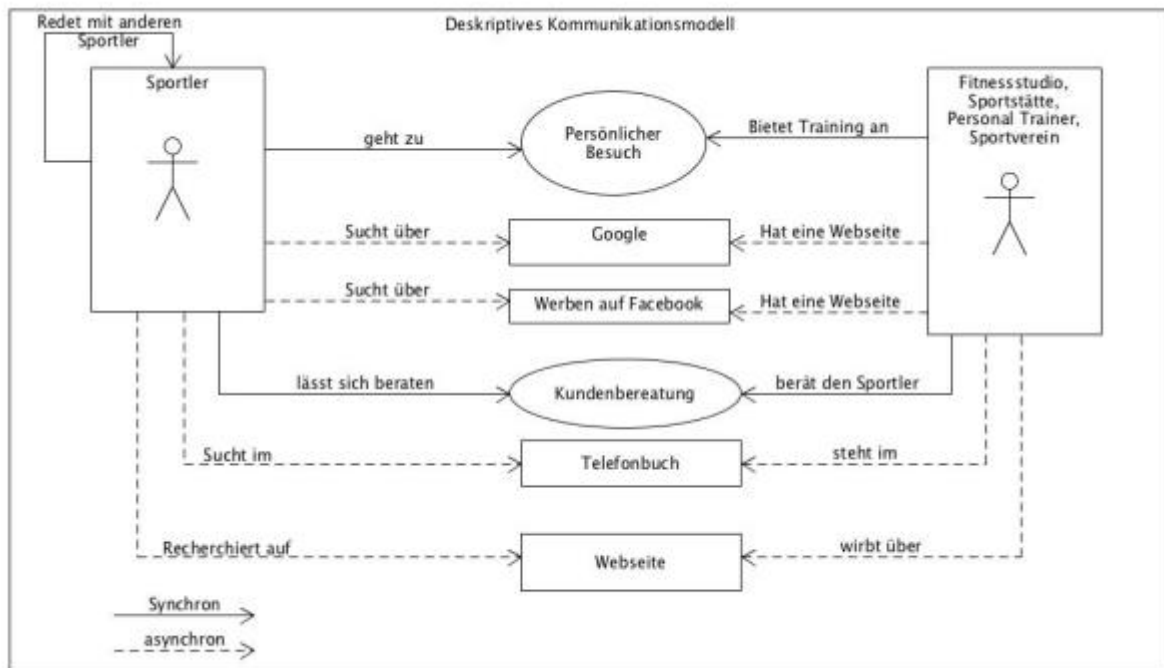 Deskriptives Kommunikationsmodell
Redet mit anderen
Sportler
Sportler
Fitnessstudio,
Sportstätte,
Personal Trainer,
Sportverein
geht zu
Persönlicher
Besuch
Bietet Training an
Sucht über
Google
Hat eine Webseite
Sucht über
Werben auf Facebook
Hat eine Webseite
lässt sich beraten
Kundenbereatung
berät den Sportler
Sucht im
Telefonbuch
steht im
Recherchiert auf
Webseite
wirbt über
Synchron
asynchron